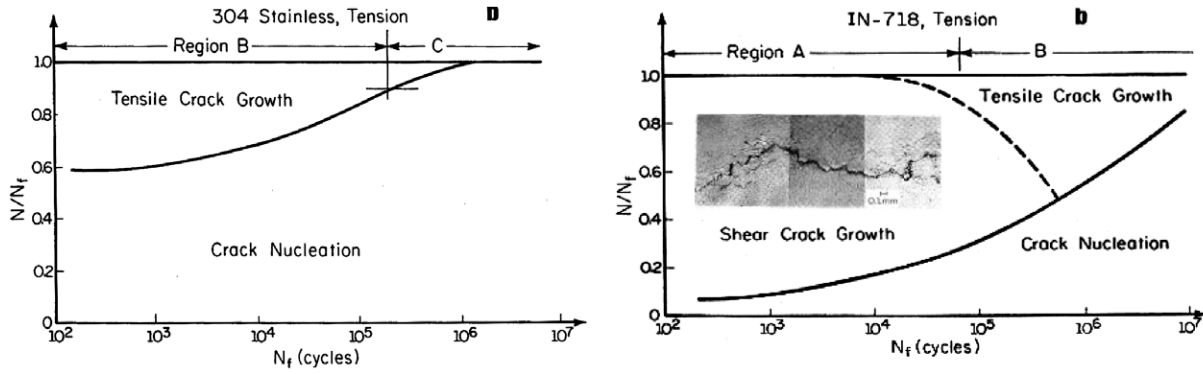 304 Stainless, Tension
D
Region B
C
1.0
0.8
0.6
0.4
0.2
0
N/Nf
Tensile Crack Growth
Crack Nucleation
10²
10³
10⁴
10⁵
10⁶
10⁷
Nf (cycles)
IN-718, Tension
b
Region A
B
1.0
0.8
0.6
0.4
0.2
0
N/Nf
Tensile Crack Growth
0.1mm
Shear Crack Growth
Crack Nucleation
10²
10³
10⁴
10⁵
10⁶
10⁷
Nf (cycles)